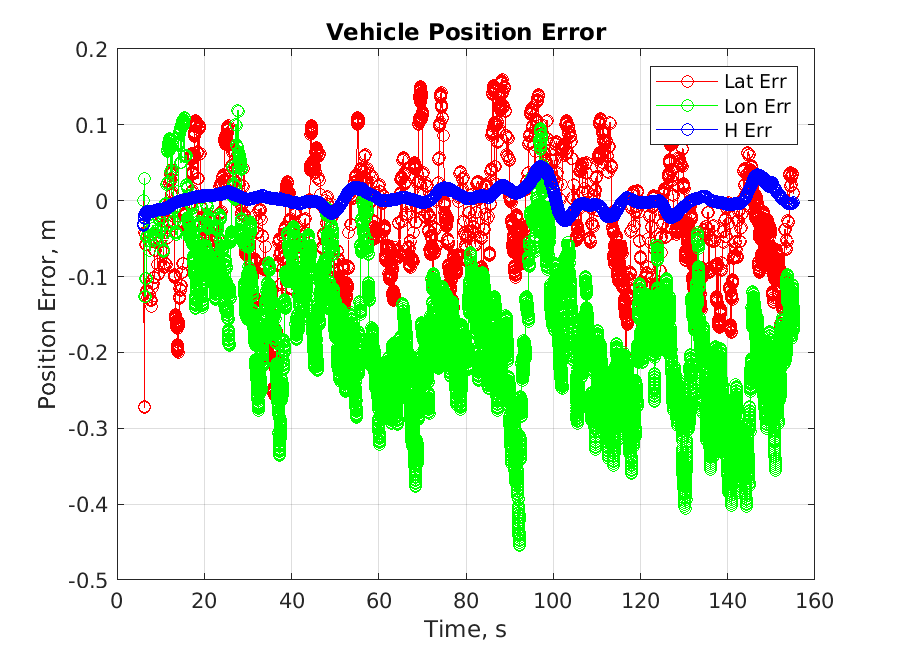 Vehicle Position Error
Lat Err
Lon Err
H Err
0.2
0.1
0
-0.1
-0.2
-0.3
-0.4
-0.5
Position Error, m
0 20 40 60 80 100 120 140 160
Time, s